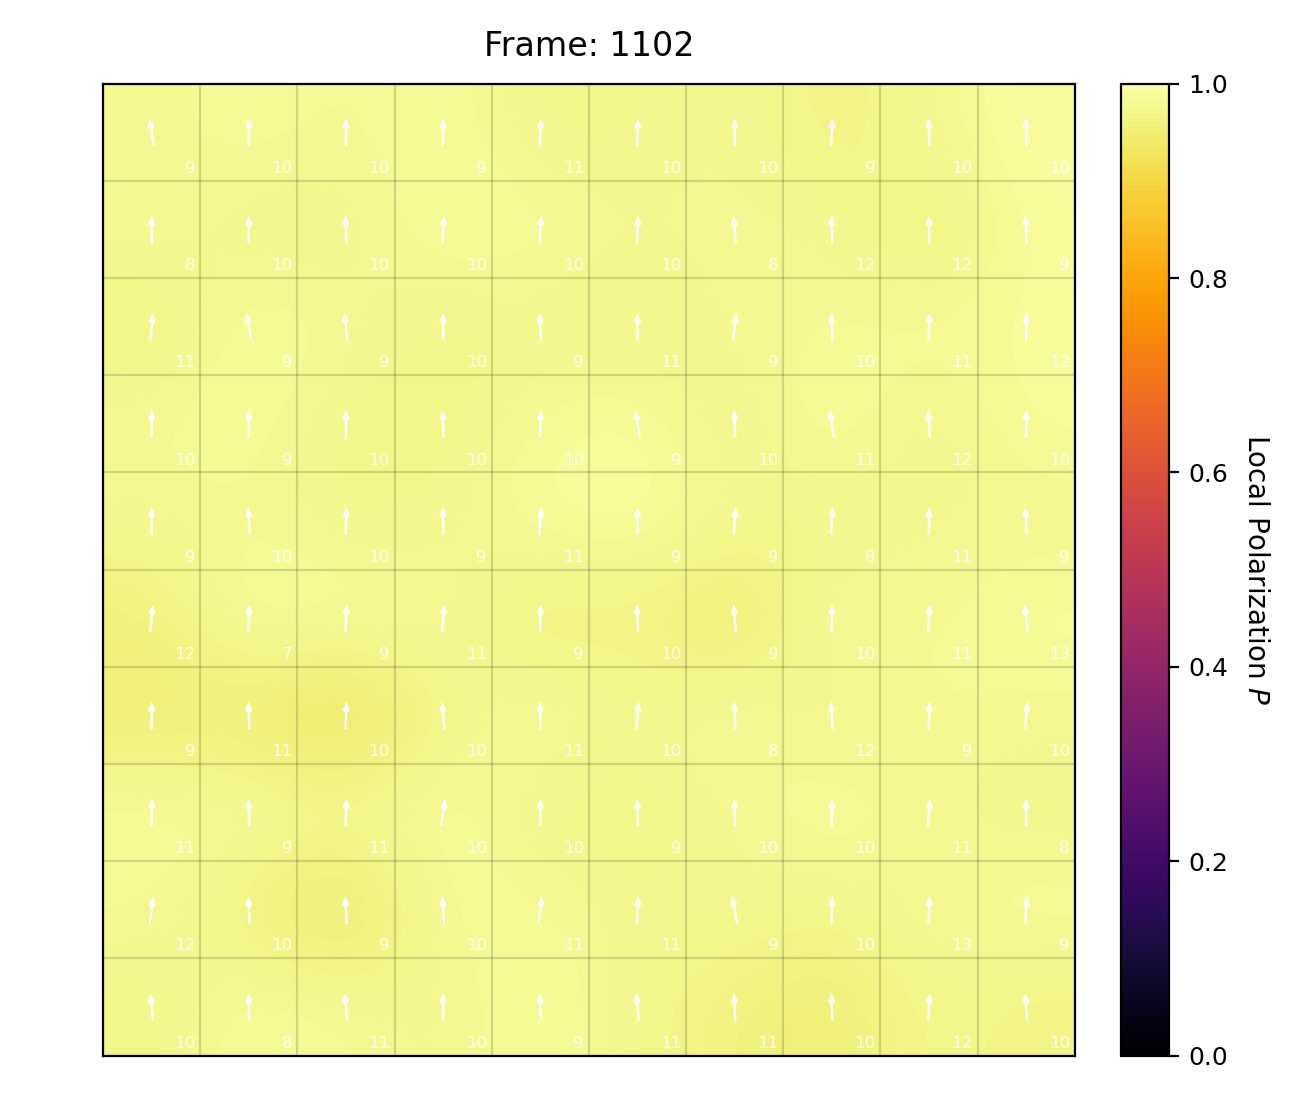 Frame: 1102
9 10 10 9 11 10 10 9 10 10
8 10 10 10 10 10 8 12 12 9
11 9 9 10 9 11 9 10 11 12
10 9 10 10 10 9 10 11 12 10
9 10 10 9 11 9 9 8 11 9
12 7 9 11 9 10 9 10 11 13
9 11 10 10 11 10 8 12 9 10
11 9 11 10 10 9 10 10 11 8
12 10 9 10 11 11 9 10 13 9
10 8 11 10 9 11 11 10 12 10
1.0
0.8
0.6
0.4
0.2
0.0
Local Polarization P